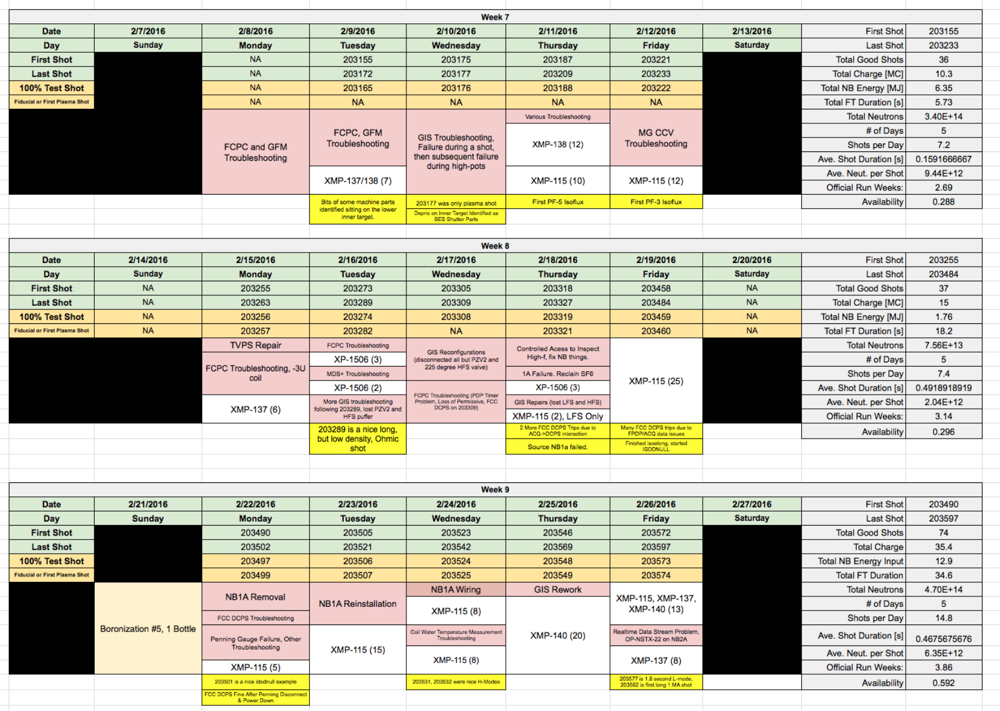 Week 7
Date 2/7/2016 2/8/2016 2/9/2016 2/10/2016 2/11/2016 2/12/2016 2/13/2016 First Shot 203155
Day Sunday Monday Tuesday Wednesday Thursday Friday Saturday Last Shot 203233
First Shot NA 203155 203175 203187 203221 Total Good Shots 36
Last Shot NA 203172 203177 203209 203233 Total Charge [MC] 10.3
100% Test Shot NA 203165 203176 203188 203222 Total NB Energy [MJ] 6.35
Fiducial or First Plasma Shot NA NA NA NA NA Total FT Duration [s] 5.73
FCPC and GFM
Troubleshooting
FCPC, GFM
Troubleshooting
XMP-137/138 (7)
GIS Troubleshooting,
Failure during a shot,
then subsequent failure
during high-pots
Various Troubleshooting
XMP-138 (12)
XMP-115 (10)
MG CCV
Troubleshooting
XMP-115 (12)
Total Neutrons 3.40E+14
# of Days 5
Shots per Day 7.2
Ave. Shot Duration [s] 0.1591666667
Ave. Neut. per Shot 9.44E+12
Official Run Weeks: 2.69
Availability 0.288
Bits of some machine parts
identified sitting on the lower
inner target.
203177 was only plasma shot
Depris on Inner Target Identified as
BES Shutter Parts
First PF-5 Isoflux
First PF-3 Isoflux
Week 8
Date 2/14/2016 2/15/2016 2/16/2016 2/17/2016 2/18/2016 2/19/2016 2/20/2016 First Shot 203255
Day Sunday Monday Tuesday Wednesday Thursday Friday Saturday Last Shot 203484
First Shot NA 203255 203273 203305 203318 203458 NA Total Good Shots 37
Last Shot NA 203263 203289 203309 203327 203484 NA Total Charge [MC] 15
100% Test Shot NA 203256 203274 203308 203319 203459 NA Total NB Energy [MJ] 1.76
Fiducial or First Plasma Shot NA 203257 203282 NA 203321 203460 NA Total FT Duration [s] 18.2
TVPS Repair
FCPC Troubleshooting, -3U
coil
XMP-137 (6)
FCPC Troubleshooting
XP-1506 (3)
MDS+ Troubleshooting
XP-1506 (2)
More GIS troubleshooting
following 203289, lost PZV2 and
HFS puffer
GIS Reconfigurations
(disconnected all but PZV2 and
225 degree HFS valve)
FCPC Troubleshooting (PDP Timer
Problem, Loss of Permissive, FCC
DCPS on 203309)
Controlled Acess to Inspect
High-f, fix NB things.
1A Failure. Reclain SF6
XP-1506 (3)
GIS Repairs (lost LFS and HFS)
XMP-115 (2), LFS Only
XMP-115 (25)
Total Neutrons 7.56E+13
# of Days 5
Shots per Day 7.4
Ave. Shot Duration [s] 0.4918918919
Ave. Neut. per Shot 2.04E+12
Official Run Weeks: 3.14
Availability 0.296
203289 is a nice long,
but low density, Ohmic
shot
2 More FCC DCPS Trips due to
ACQ->DCPS interaction
Source NB1a failed.
Many FCC DCPS trips due to
FPDP/ACQ data issues
Finished isoelong, started
ISODNULL
Week 9
Date 2/21/2016 2/22/2016 2/23/2016 2/24/2016 2/25/2016 2/26/2016 2/27/2016 First Shot 203490
Day Sunday Monday Tuesday Wednesday Thursday Friday Saturday Last Shot 203597
First Shot 203490 203505 203523 203546 203572 Total Good Shots 74
Last Shot 203502 203521 203542 203569 203597 Total Charge 35.4
100% Test Shot 203497 203506 203524 203548 203573 Total NB Energy Input 12.9
Fiducial or First Plasma Shot 203499 203507 203525 203549 203574 Total FT Duration 34.6
Boronization #5, 1 Bottle
NB1A Removal
FCC DCPS Troubleshooting
Penning Gauge Failure, Other
Troubleshooting
XMP-115 (5)
NB1A Reinstallation
XMP-115 (15)
NB1A Wiring
XMP-115 (8)
Coil Water Temperature Measurement
Troubleshooting
XMP-115 (8)
GIS Rework
XMP-140 (20)
XMP-115, XMP-137,
XMP-140 (13)
Realtime Data Stream Problem,
OP-NSTX-22 on NB2A
XMP-137 (8)
Total Neutrons 4.70E+14
# of Days 5
Shots per Day 14.8
Ave. Shot Duration [s] 0.4675675676
Ave. Neut. per Shot 6.35E+12
Official Run Weeks: 3.86
Availability 0.592
203501 is a nice idodnull example
FCC DCPS Fine After Penning Disconnect
& Power Down
203531, 203532 were nice H-Modes
203577 is 1.8 second L-mode,
203582 is first long 1 MA shot